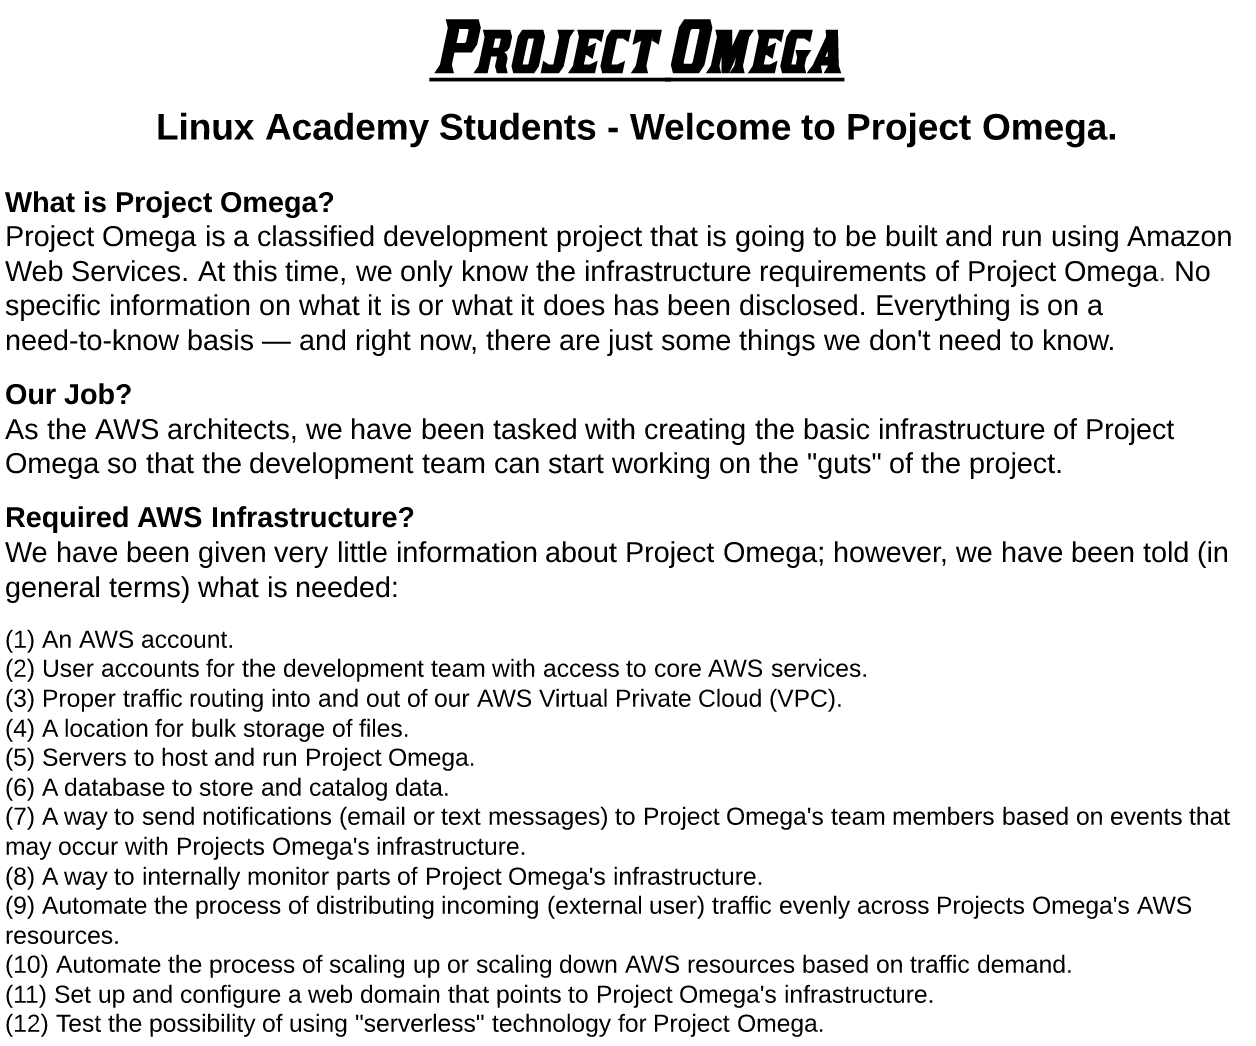 Project Omega
Linux Academy Students - Welcome to Project Omega.
What is Project Omega?
Project Omega is a classified development project that is going to be built and run using Amazon
Web Services. At this time, we only know the infrastructure requirements of Project Omega. No
specific information on what it is or what it does has been disclosed. Everything is on a
need-to-know basis — and right now, there are just some things we don't need to know.
Our Job?
As the AWS architects, we have been tasked with creating the basic infrastructure of Project
Omega so that the development team can start working on the "guts" of the project.
Required AWS Infrastructure?
We have been given very little information about Project Omega; however, we have been told (in
general terms) what is needed:
(1) An AWS account.
(2) User accounts for the development team with access to core AWS services.
(3) Proper traffic routing into and out of our AWS Virtual Private Cloud (VPC).
(4) A location for bulk storage of files.
(5) Servers to host and run Project Omega.
(6) A database to store and catalog data.
(7) A way to send notifications (email or text messages) to Project Omega's team members based on events that
may occur with Projects Omega's infrastructure.
(8) A way to internally monitor parts of Project Omega's infrastructure.
(9) Automate the process of distributing incoming (external user) traffic evenly across Projects Omega's AWS
resources.
(10) Automate the process of scaling up or scaling down AWS resources based on traffic demand.
(11) Set up and configure a web domain that points to Project Omega's infrastructure.
(12) Test the possibility of using "serverless" technology for Project Omega.